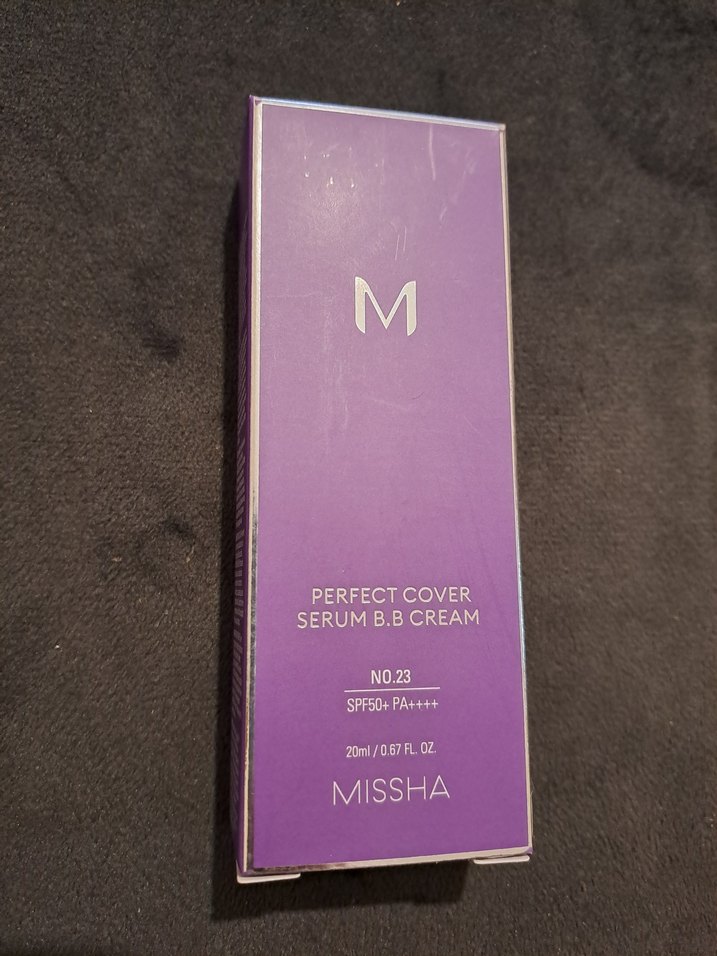 M
PERFECT COVER
SERUM B.B CREAM
NO.23
SPF50+ PA++++
20ml / 0.67 FL. OZ.
MISSHA